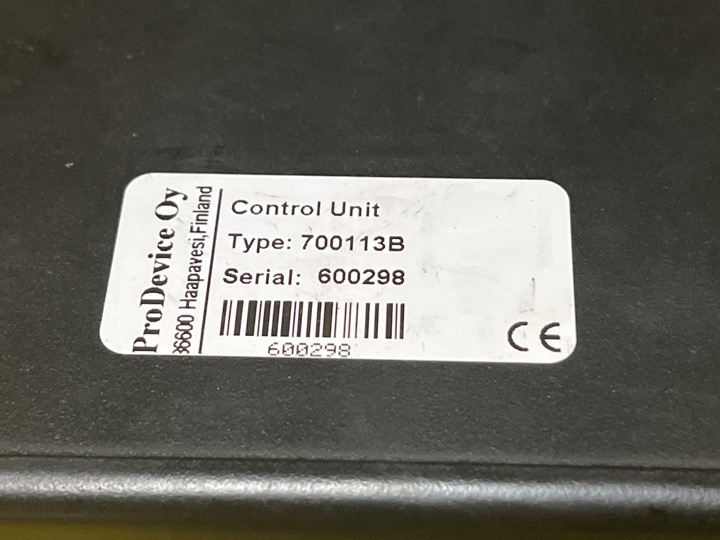 ProDevice Oy
86600 Haapavesi,Finland
Control Unit
Type: 700113B
Serial: 600298
600298
CE